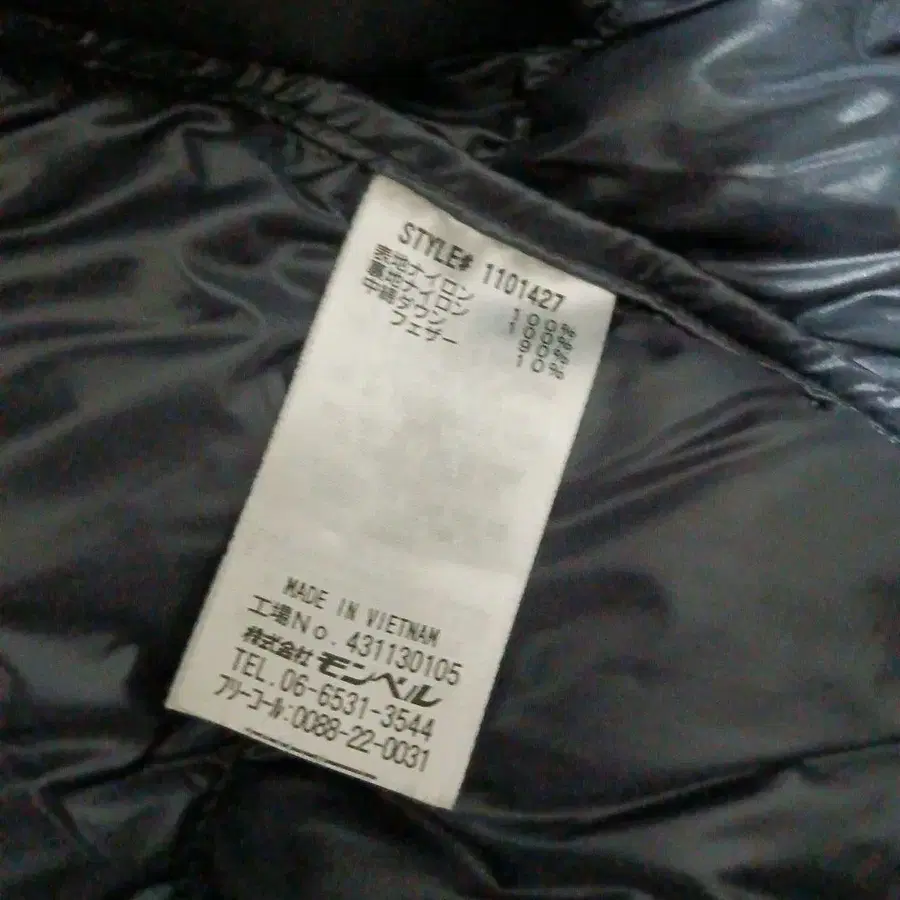 STYLE# 1101427
表地ナイロン 100%
裏地ナイロン 100%
中綿ダウン 90%
フェザー 10%
MADE IN VIETNAM
工場No.431130105
株式会社モンベル
TEL.06-6531-3544
フリーコール:0088-22-0031